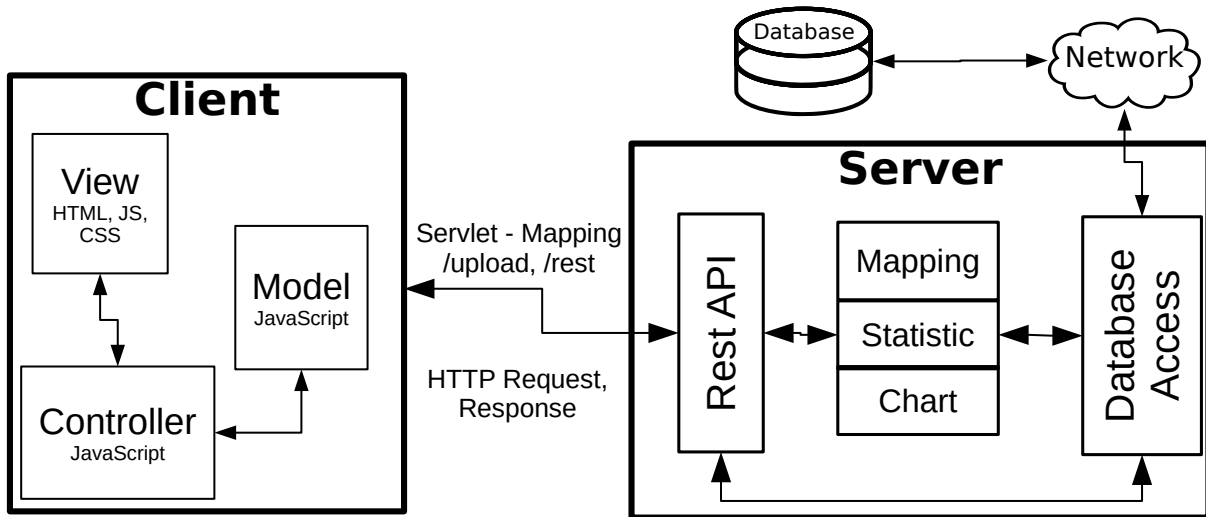 Database
Network
Client
View
HTML, JS,
CSS
Model
JavaScript
Controller
JavaScript
Servlet - Mapping
/upload, /rest
HTTP Request,
Response
Server
Rest API
Mapping
Statistic
Chart
Database
Access